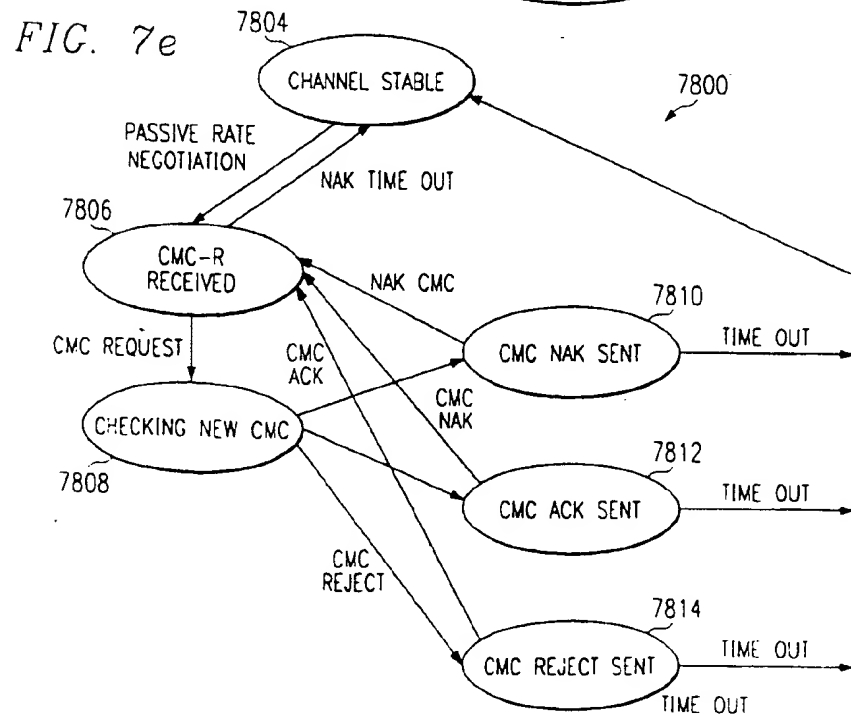 FIG. 7e
7804
CHANNEL STABLE
7800
PASSIVE RATE
NEGOTIATION
NAK TIME OUT
7806
CMC-R
RECEIVED
NAK CMC
7810
CMC REQUEST
CMC
ACK
CMC NAK SENT
TIME OUT
CMC
NAK
CHECKING NEW CMC
7808
7812
CMC ACK SENT
TIME OUT
CMC
REJECT
7814
CMC REJECT SENT
TIME OUT
TIME OUT